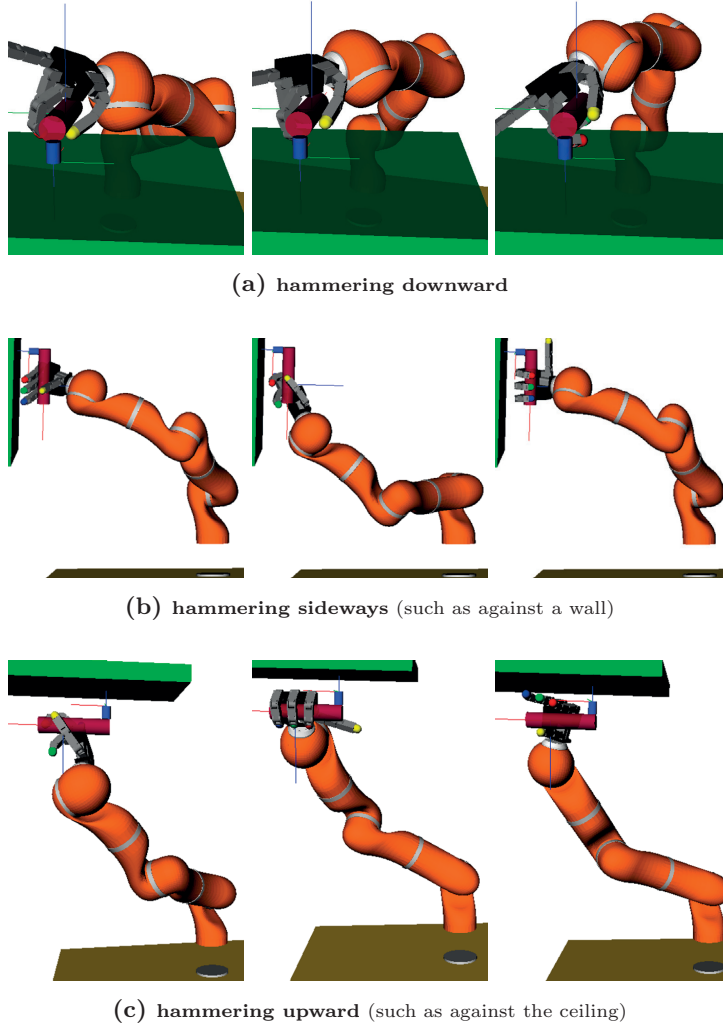 (a) hammering downward
(b) hammering sideways (such as against a wall)
(c) hammering upward (such as against the ceiling)